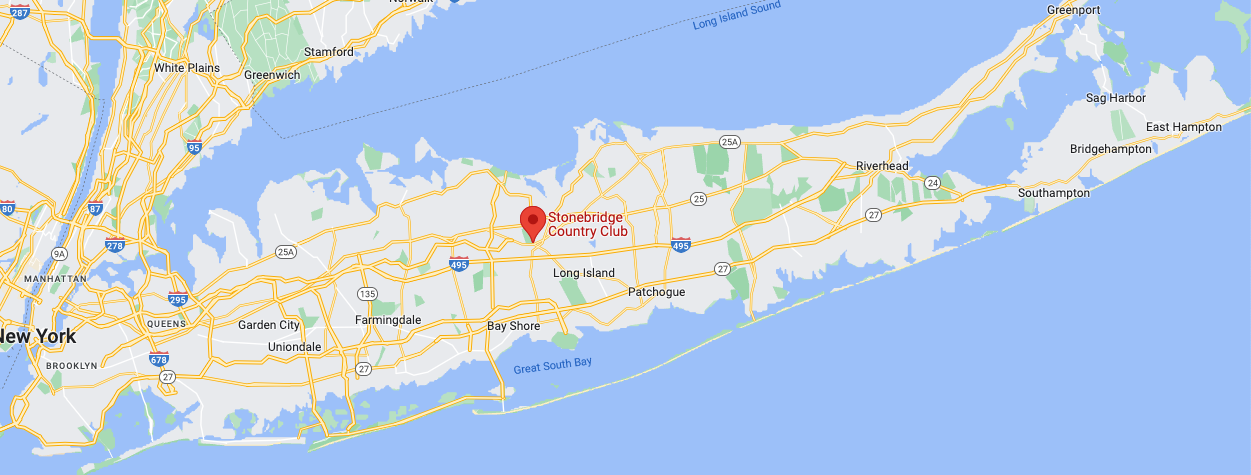 Norwalk
287
Long Island Sound
Greenport
Stamford
White Plains
Greenwich
Sag Harbor
East Hampton
95
25A
Bridgehampton
Riverhead
24
Southampton
80
87
25
27
Stonebridge
Country Club
278
9A
25A
495
495
MANHATTAN
Long Island
27
295
135
Patchogue
QUEENS
Garden City
Farmingdale
Bay Shore
New York
Uniondale
678
BROOKLYN
27
27
Great South Bay